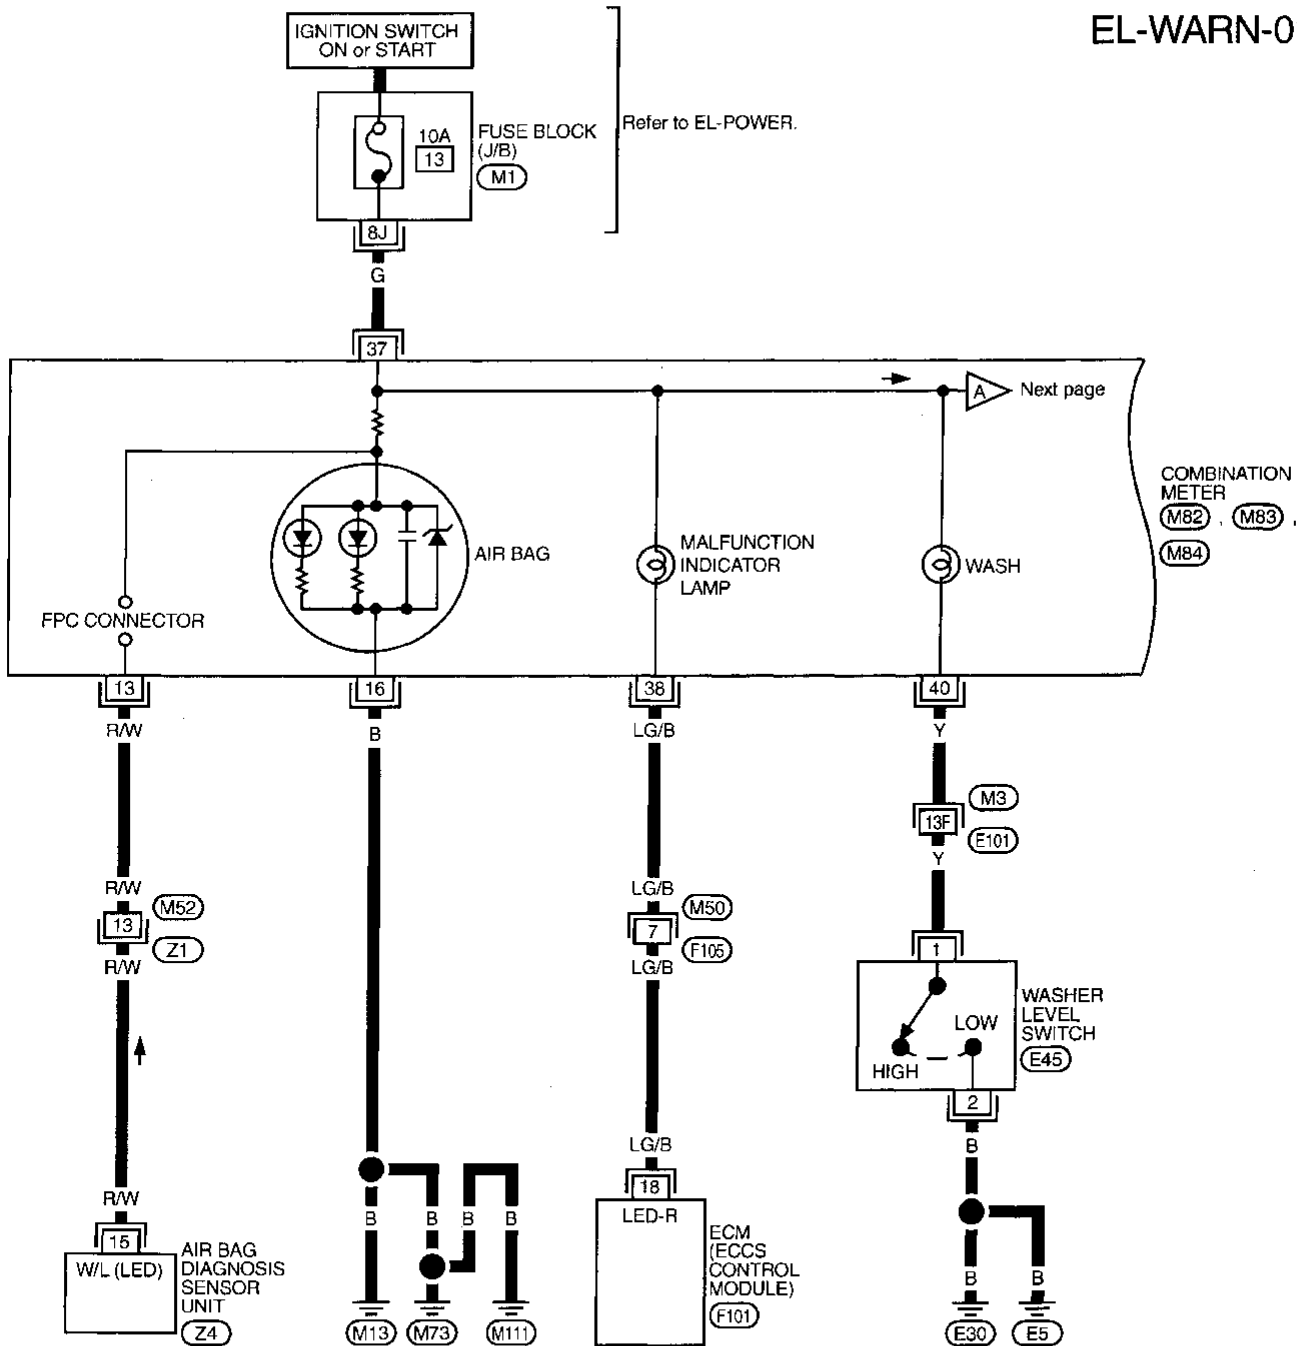 EL-WARN-0
IGNITION SWITCH
ON or START
10A
13
FUSE BLOCK
(J/B)
M1
Refer to EL-POWER.
8J
G
37
A
Next page
COMBINATION
METER
M82 , M83 ,
M84
AIR BAG
MALFUNCTION
INDICATOR
LAMP
WASH
FPC CONNECTOR
13
16
38
40
R/W
B
LG/B
Y
M3
13F
E101
Y
R/W
M52
13
Z1
R/W
LG/B
M50
7
F105
LG/B
1
WASHER
LEVEL
SWITCH
E45
LOW
HIGH
2
B
R/W
15
W/L (LED)
AIR BAG
DIAGNOSIS
SENSOR
UNIT
Z4
B
B
B
B
M13
M73
M111
LG/B
18
LED-R
ECM
(ECCS
CONTROL
MODULE)
F101
B
B
E30
E5